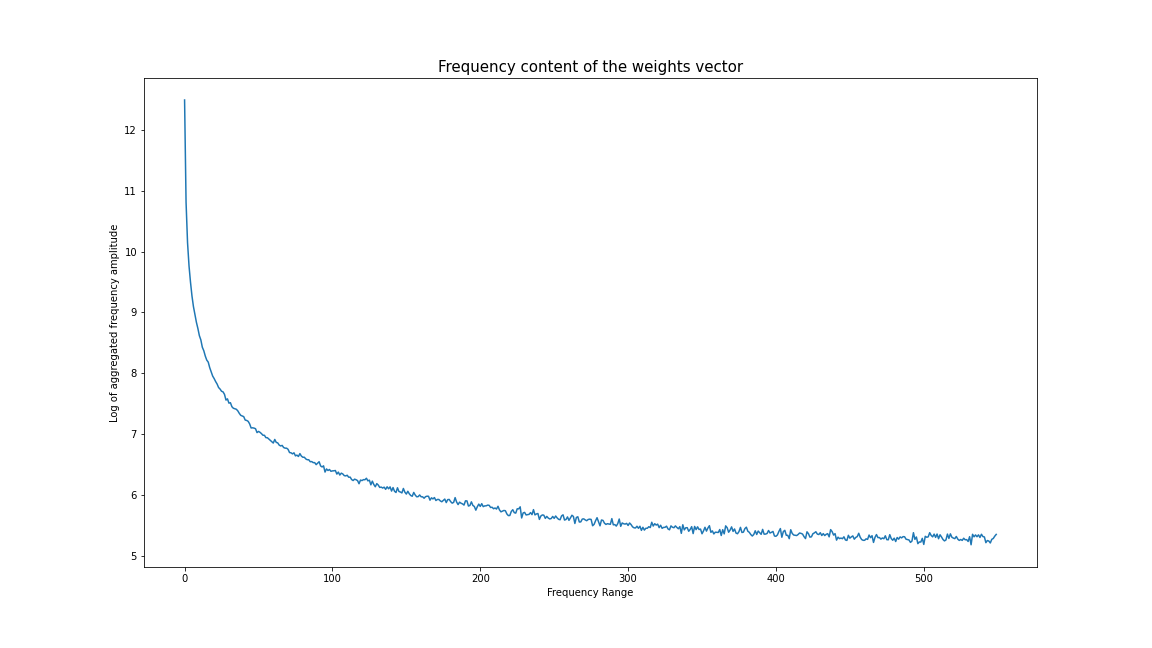 Frequency content of the weights vector
Log of aggregated frequency amplitude
12
11
10
9
8
7
6
5
0 100 200 300 400 500
Frequency Range